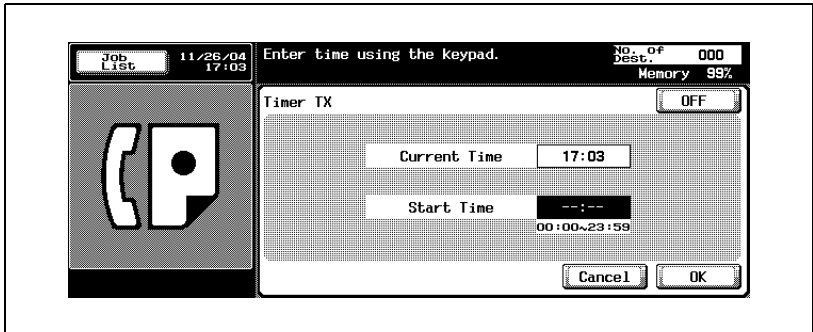 Job List
11/26/04
17:03
Enter time using the keypad.
No. of Dest. 000
Memory 99%
Timer TX
OFF
Current Time 17:03
Start Time --:--
00:00~23:59
Cancel OK